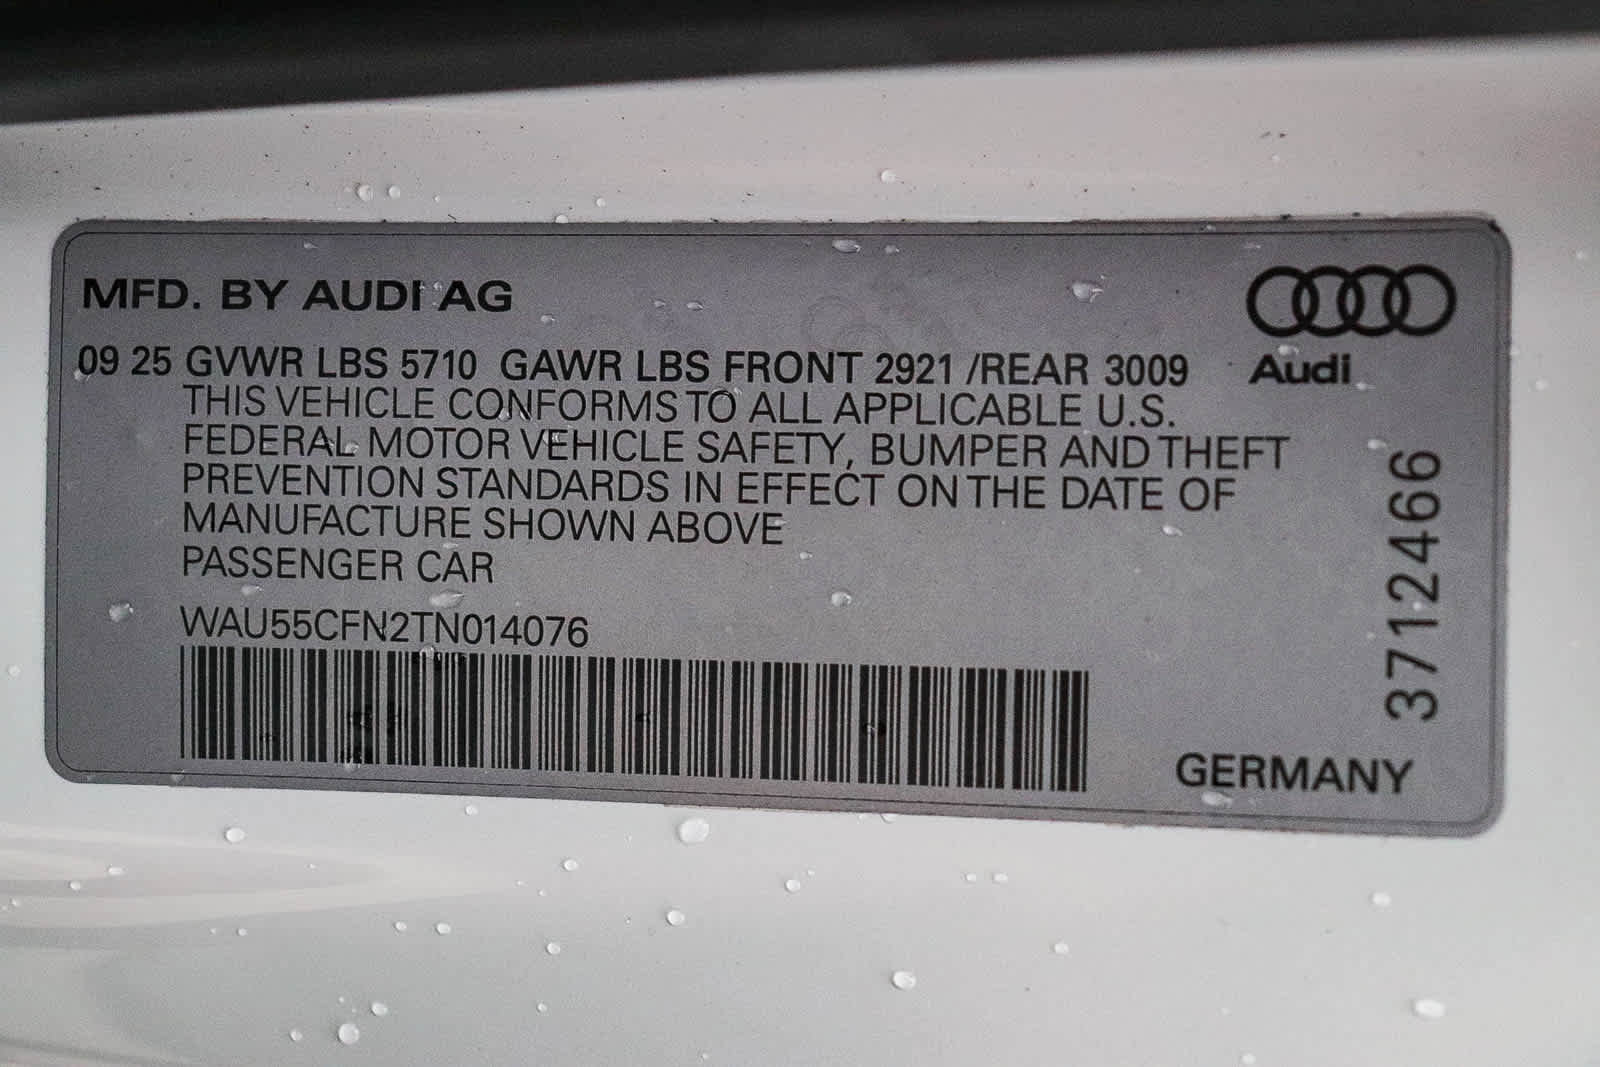 MFD. BY AUDI AG
Audi
09 25 GVWR LBS 5710 GAWR LBS FRONT 2921 /REAR 3009
THIS VEHICLE CONFORMS TO ALL APPLICABLE U.S.
FEDERAL MOTOR VEHICLE SAFETY, BUMPER AND THEFT
PREVENTION STANDARDS IN EFFECT ON THE DATE OF
MANUFACTURE SHOWN ABOVE
PASSENGER CAR
WAU55CFN2TN014076
3712466
GERMANY